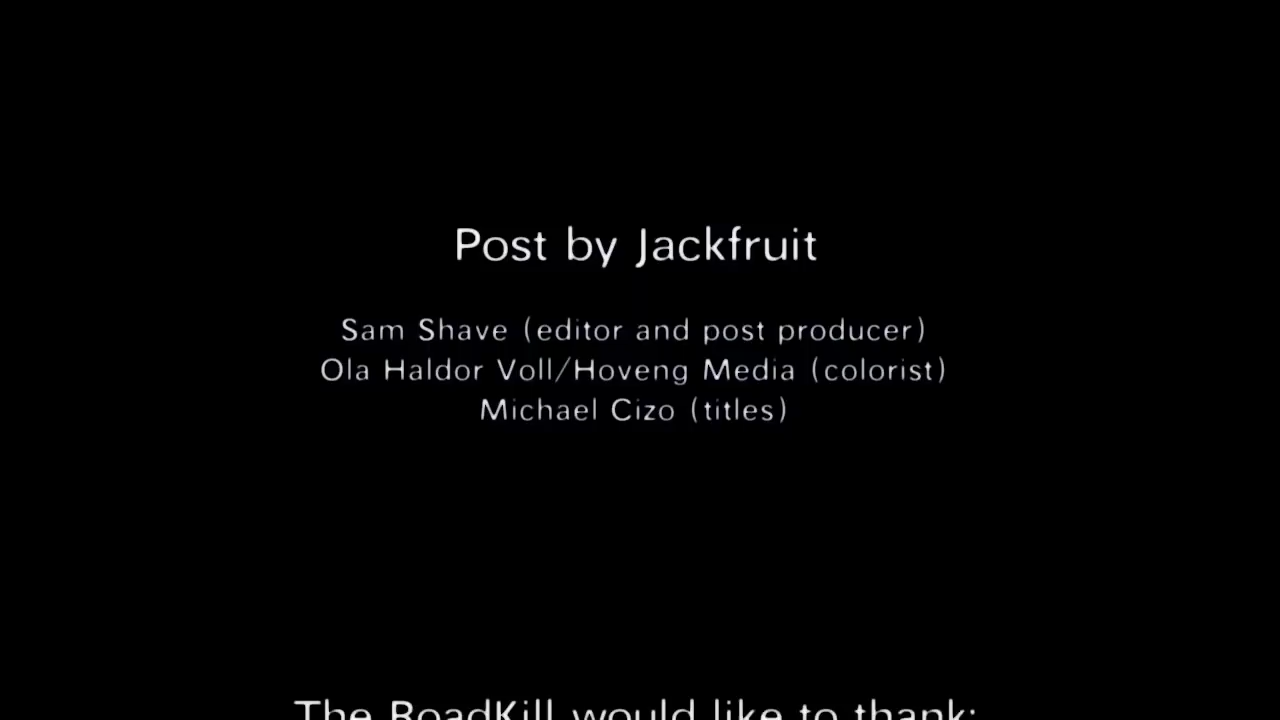 Post by Jackfruit
Sam Shave (editor and post producer)
Ola Haldor Voll/Hoveng Media (colorist)
Michael Cizo (titles)
The RoadKill would like to thank: